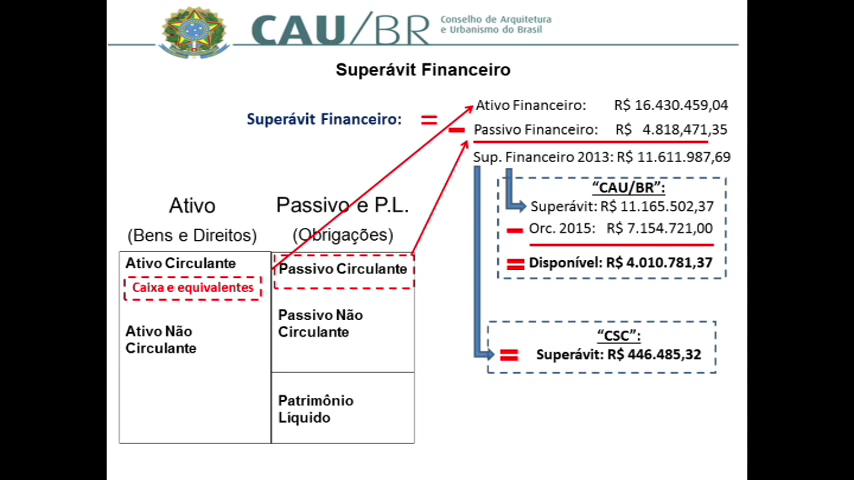 CAU/BR
Conselho de Arquitetura
e Urbanismo do Brasil
Superávit Financeiro
Superávit Financeiro: =
Ativo Financeiro: R$ 16.430.459,04
- Passivo Financeiro: R$ 4.818,471,35
Sup. Financeiro 2013: R$ 11.611.987,69
"CAU/BR":
Superávit: R$ 11.165.502,37
- Orc. 2015: R$ 7.154.721,00
= Disponível: R$ 4.010.781,37
"CSC":
= Superávit: R$ 446.485,32
Ativo
(Bens e Direitos)
Passivo e P.L.
(Obrigações)
Ativo Circulante
Caixa e equivalentes
Ativo Não
Circulante
Passivo Circulante
Passivo Não
Circulante
Patrimônio
Líquido